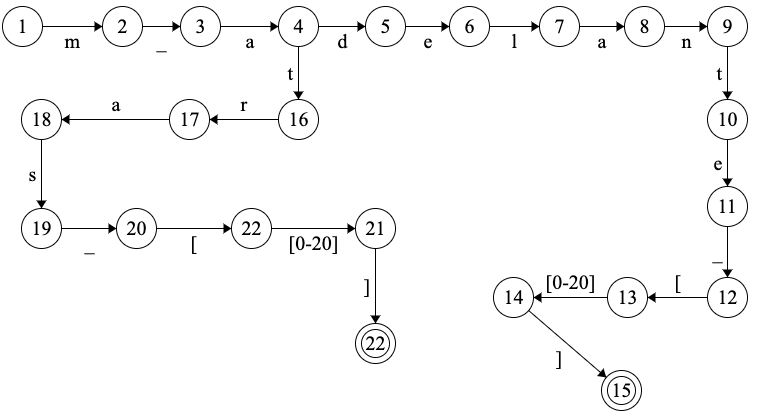 1 2 3 4 5 6 7 8 9
m _ a d e l a n
t t
18 a 17 r 16 10
s e
11
19 20 22 21
_ [ [0-20] _
] 14 [0-20] 13 [ 12
22
]
15